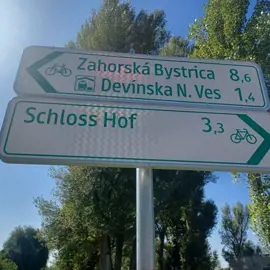 Zahorská Bystrica 8,6
Devinska N. Ves 1,4
Schloss Hof 3,3